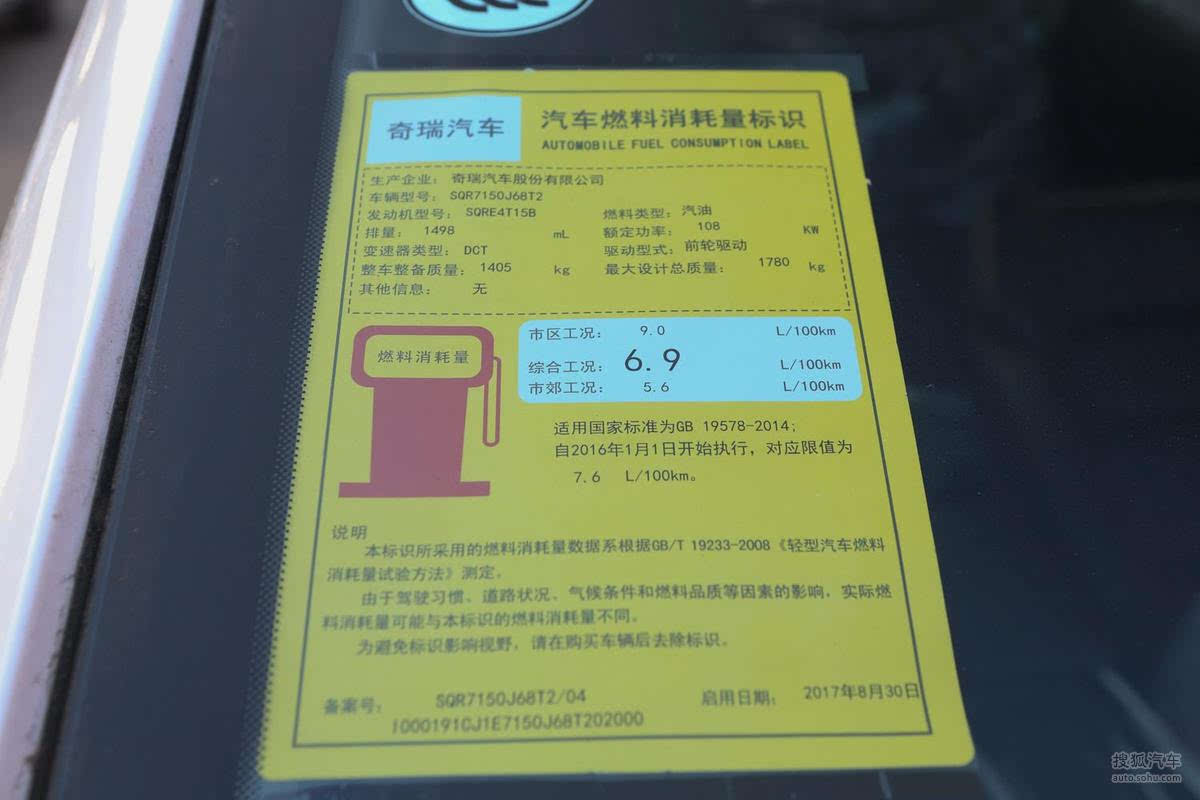 奇瑞汽车
汽车燃料消耗量标识
AUTOMOBILE FUEL CONSUMPTION LABEL
生产企业： 奇瑞汽车股份有限公司
车辆型号： SQR7150J68T2
发动机型号： SQRE4T15B 燃料类型： 汽油
排量： 1498 mL 额定功率： 108 KW
变速器类型： DCT 驱动型式： 前轮驱动
整车整备质量： 1405 kg 最大设计总质量： 1780 kg
其他信息： 无
燃料消耗量
市区工况： 9.0 L/100km
综合工况： 6.9 L/100km
市郊工况： 5.6 L/100km
适用国家标准为GB 19578-2014;
自2016年1月1日开始执行，对应限值为
7.6 L/100km。
说明
本标识所采用的燃料消耗量数据系根据GB/T 19233-2008《轻型汽车燃料
消耗量试验方法》测定。
由于驾驶习惯、道路状况、气候条件和燃料品质等因素的影响，实际燃
料消耗量可能与本标识的燃料消耗量不同。
为避免标识影响视野，请在购买车辆后去除标识。
备案号： SQR7150J68T2/04 启用日期： 2017年8月30日
1000191CJ1E7150J68T202000
搜狐汽车
auto.sohu.com